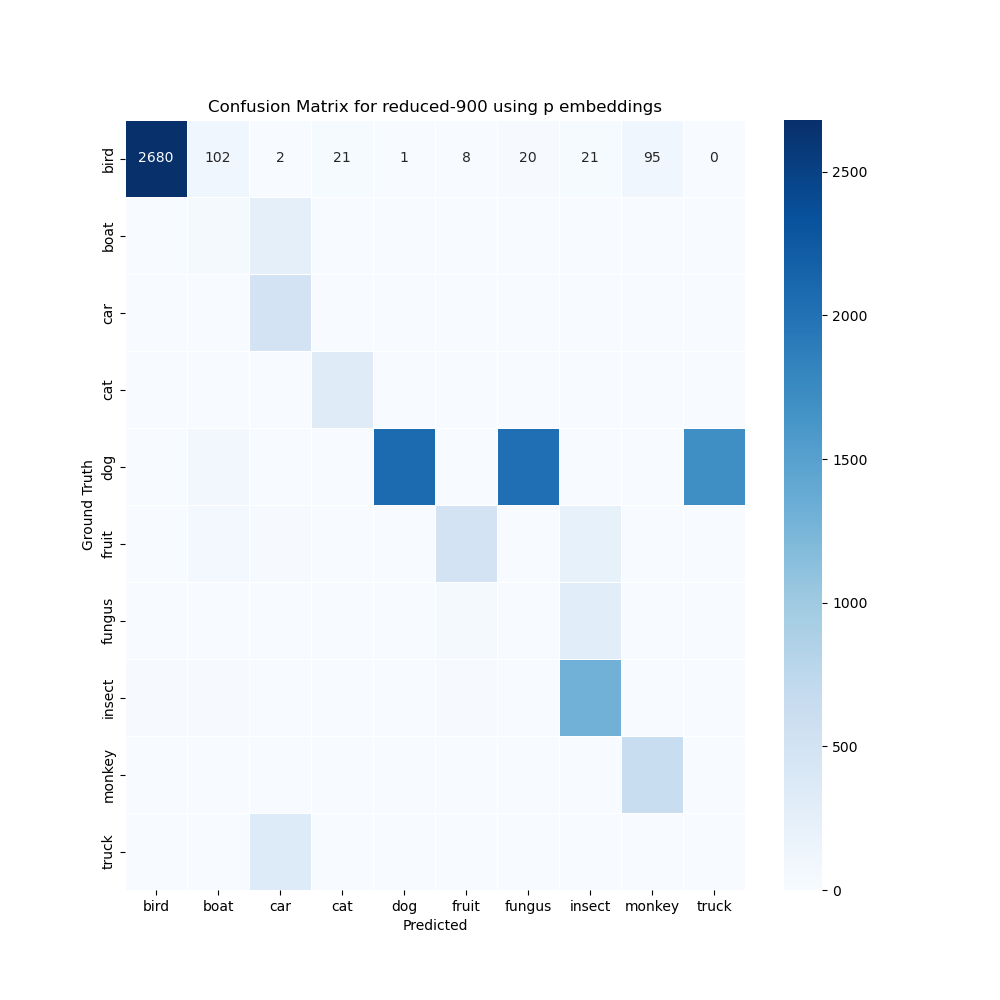 Confusion Matrix for reduced-900 using p embeddings
bird 2680 102 2 21 1 8 20 21 95 0
boat
car
cat
dog
fruit
fungus
insect
monkey
truck
Ground Truth
bird boat car cat dog fruit fungus insect monkey truck
Predicted
2500
2000
1500
1000
500
0